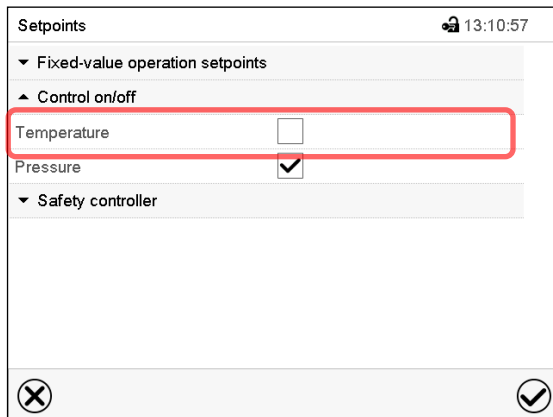 Setpoints 13:10:57
Fixed-value operation setpoints
Control on/off
Temperature
Pressure
Safety controller